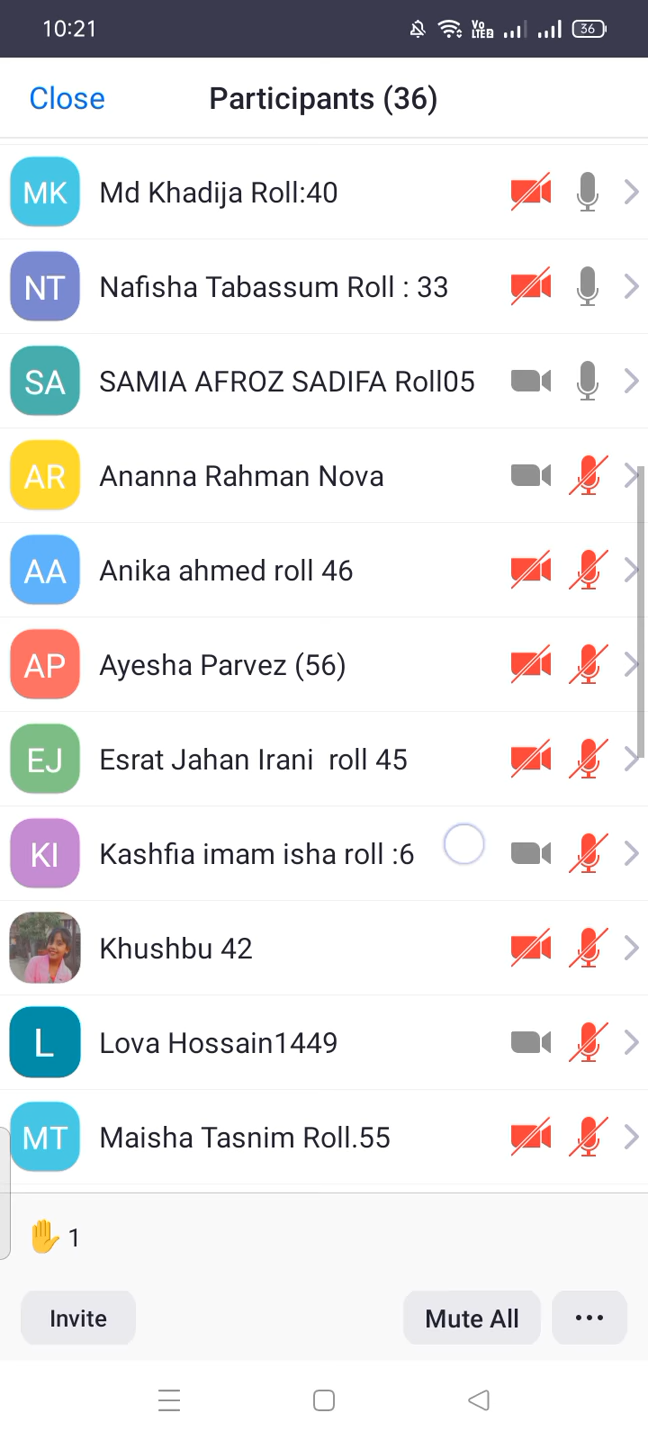 10:21
Vo
LTE2
36
Close
Participants (36)
MK
Md Khadija Roll:40
NT
Nafisha Tabassum Roll : 33
SA
SAMIA AFROZ SADIFA Roll05
AR
Ananna Rahman Nova
AA
Anika ahmed roll 46
AP
Ayesha Parvez (56)
EJ
Esrat Jahan Irani  roll 45
KI
Kashfia imam isha roll :6
Khushbu 42
L
Lova Hossain1449
MT
Maisha Tasnim Roll.55
✋ 1
Invite
Mute All
...